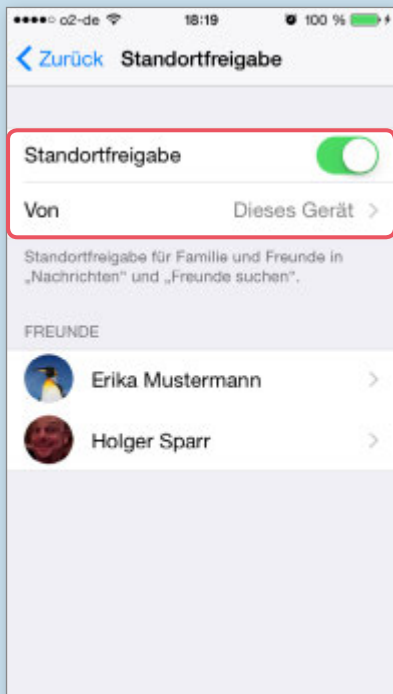 o2-de 18:19 100 %
Zurück Standortfreigabe
Standortfreigabe
Von Dieses Gerät
Standortfreigabe für Familie und Freunde in
„Nachrichten" und „Freunde suchen".
FREUNDE
Erika Mustermann
Holger Sparr